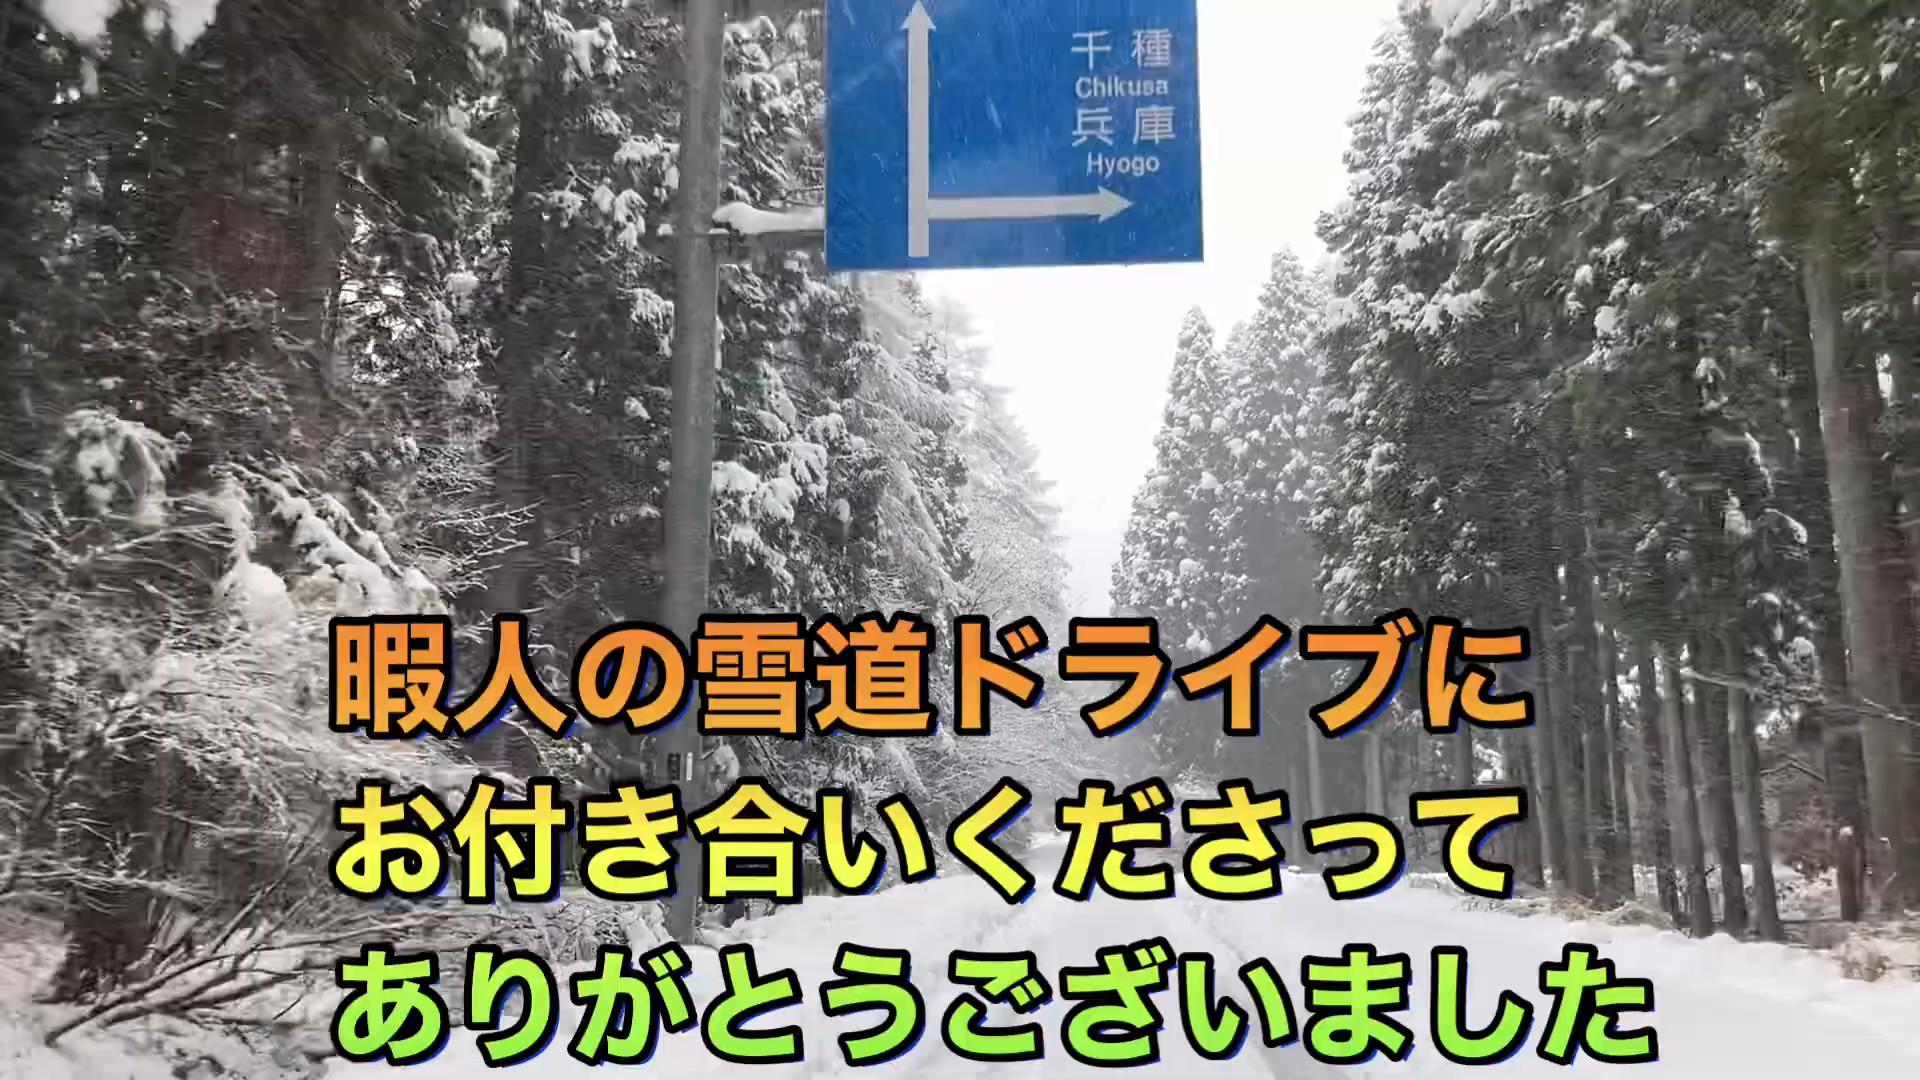 千種
Chikusa
兵庫
Hyogo
暇人の雪道ドライブに
お付き合いくださって
ありがとうございました